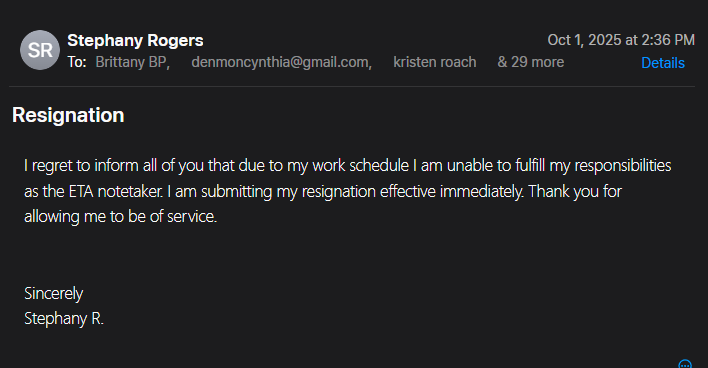 SR
Stephany Rogers
Oct 1, 2025 at 2:36 PM
To: Brittany BP, denmoncynthia@gmail.com, kristen roach & 29 more
Details
Resignation
I regret to inform all of you that due to my work schedule I am unable to fulfill my responsibilities
as the ETA notetaker. I am submitting my resignation effective immediately. Thank you for
allowing me to be of service.
Sincerely
Stephany R.